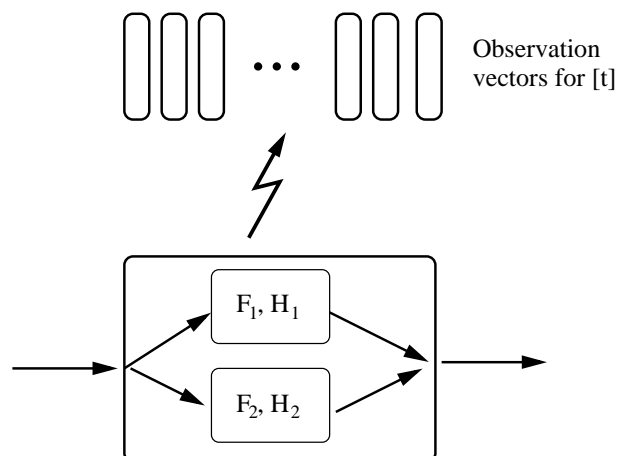 Observation
vectors for [t]
F₁, H₁
F₂, H₂